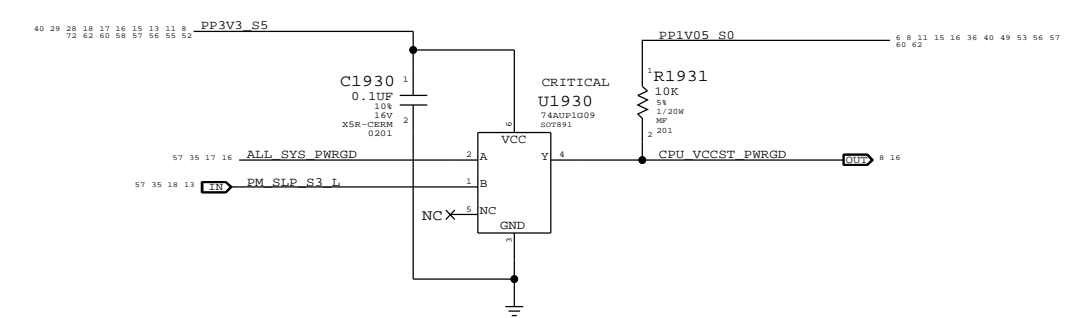 40 29 28 18 17 16 15 13 11 8 PP3V3_S5
72 62 60 58 57 56 55 52
PP1V05_S0 6 8 11 15 16 36 40 49 53 56 57
60 62
C1930 1
0.1UF
10%
16V
X5R-CERM 2
0201
CRITICAL
U1930
74AUP1G09
SOT891
1 R1931
10K
5%
1/20W
MF
2 201
6
VCC
57 35 17 16 ALL_SYS_PWRGD 2 A
Y 4 CPU_VCCST_PWRGD OUT 8 16
57 35 18 13 IN PM_SLP_S3_L 1 B
NC 5 NC
GND
3